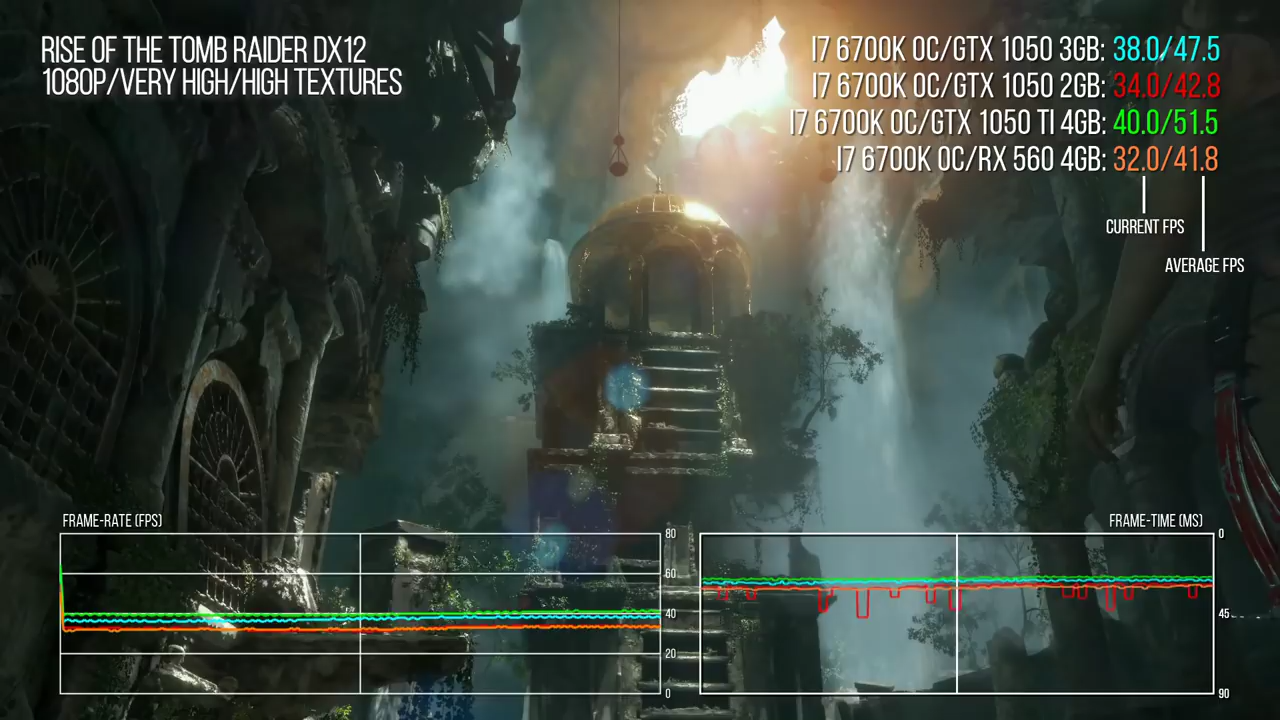 RISE OF THE TOMB RAIDER DX12
1080P/VERY HIGH/HIGH TEXTURES
I7 6700K OC/GTX 1050 3GB: 38.0/47.5
I7 6700K OC/GTX 1050 2GB: 34.0/42.8
I7 6700K OC/GTX 1050 TI 4GB: 40.0/51.5
I7 6700K OC/RX 560 4GB: 32.0/41.8
CURRENT FPS
AVERAGE FPS
FRAME-RATE (FPS)
80
60
40
20
0
FRAME-TIME (MS)
0
45
90